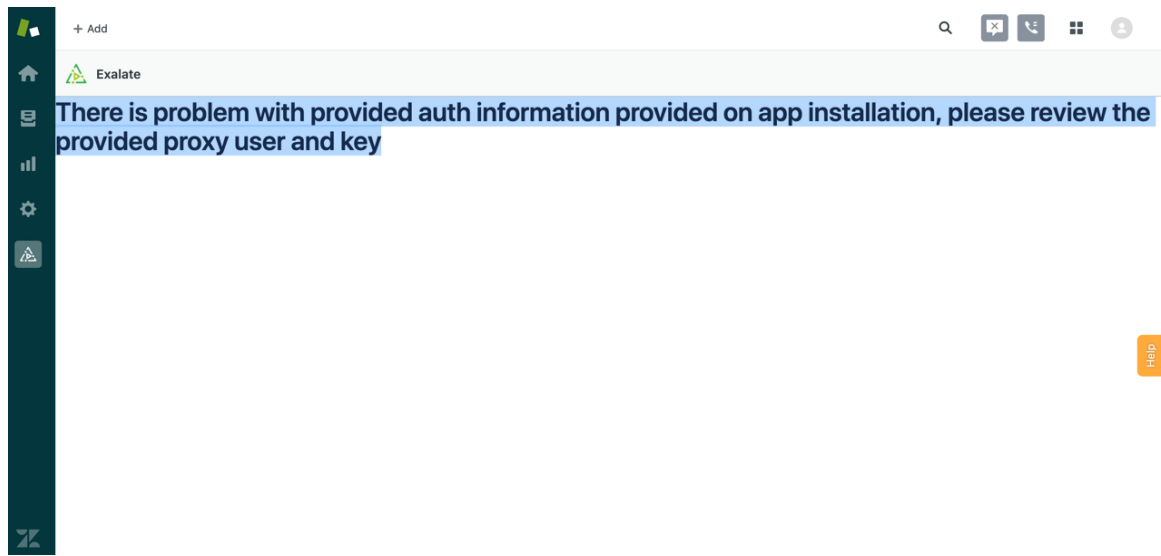 Add
Exalate
There is problem with provided auth information provided on app installation, please review the
provided proxy user and key
Help